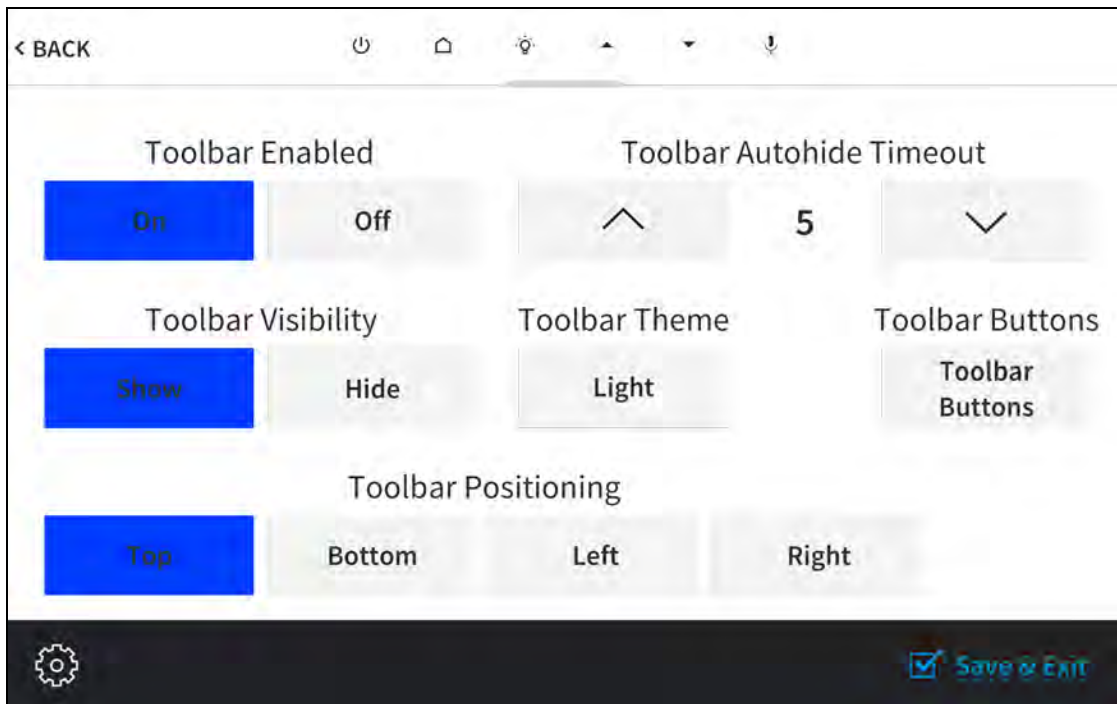 < BACK
Toolbar Enabled
Toolbar Autohide Timeout
On
Off
5
Toolbar Visibility
Toolbar Theme
Toolbar Buttons
Show
Hide
Light
Toolbar
Buttons
Toolbar Positioning
Top
Bottom
Left
Right
Save & Exit